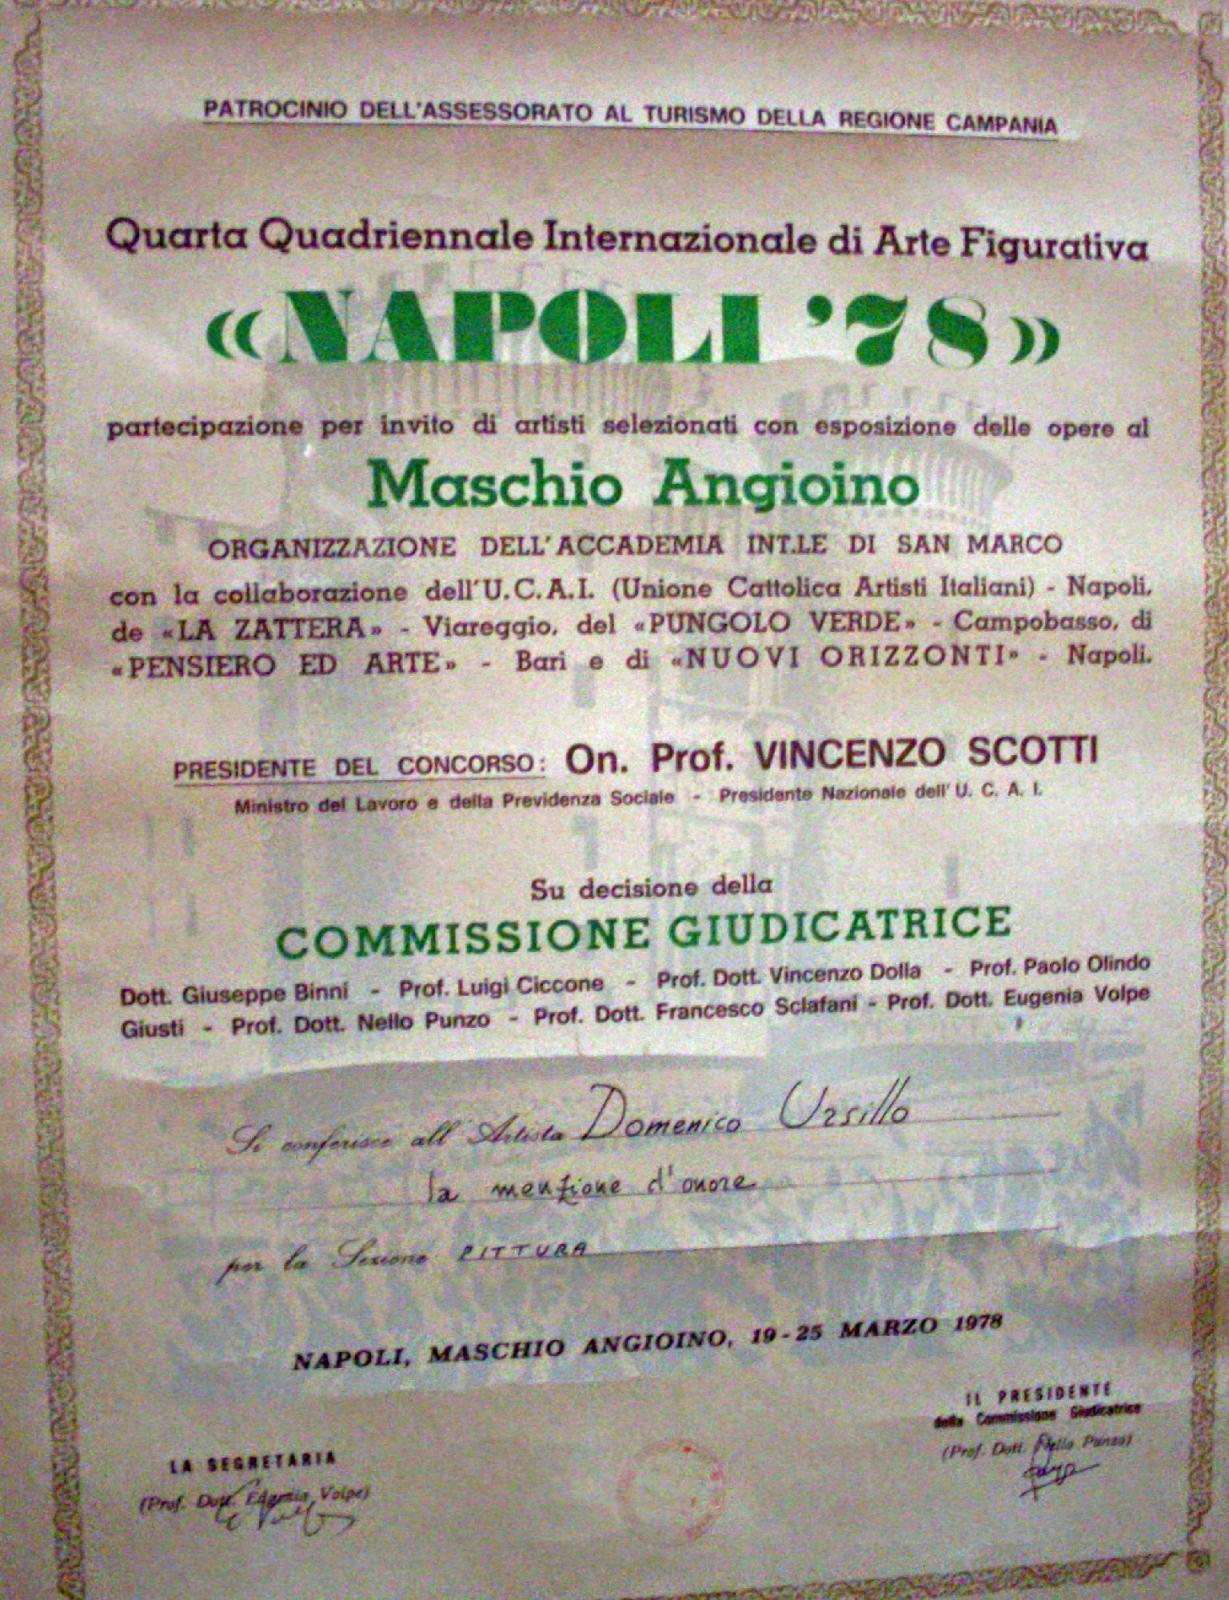 PATROCINIO DELL'ASSESSORATO AL TURISMO DELLA REGIONE CAMPANIA
Quarta Quadriennale Internazionale di Arte Figurativa
«NAPOLI '78»
partecipazione per invito di artisti selezionati con esposizione delle opere al
Maschio Angioino
ORGANIZZAZIONE DELL'ACCADEMIA INT.LE DI SAN MARCO
con la collaborazione dell'U.C.A.I. (Unione Cattolica Artisti Italiani) - Napoli,
de «LA ZATTERA» - Viareggio, del «PUNGOLO VERDE» - Campobasso, di
«PENSIERO ED ARTE» - Bari e di «NUOVI ORIZZONTI» - Napoli.
PRESIDENTE DEL CONCORSO: On. Prof. VINCENZO SCOTTI
Ministro del Lavoro e della Previdenza Sociale - Presidente Nazionale dell'U. C. A. I.
Su decisione della
COMMISSIONE GIUDICATRICE
Dott. Giuseppe Binni - Prof. Luigi Ciccone - Prof. Dott. Vincenzo Dolla - Prof. Paolo Olindo
Giusti - Prof. Dott. Nello Punzo - Prof. Dott. Francesco Sclafani - Prof. Dott. Eugenia Volpe
Si conferisce all'Artista Domenico Ursillo
la menzione d'onore
per la Sezione PITTURA
NAPOLI, MASCHIO ANGIOINO, 19-25 MARZO 1978
IL PRESIDENTE
della Commissione Giudicatrice
(Prof. Dott. Nello Punzo)
LA SEGRETARIA
(Prof. Dott. Eugenia Volpe)